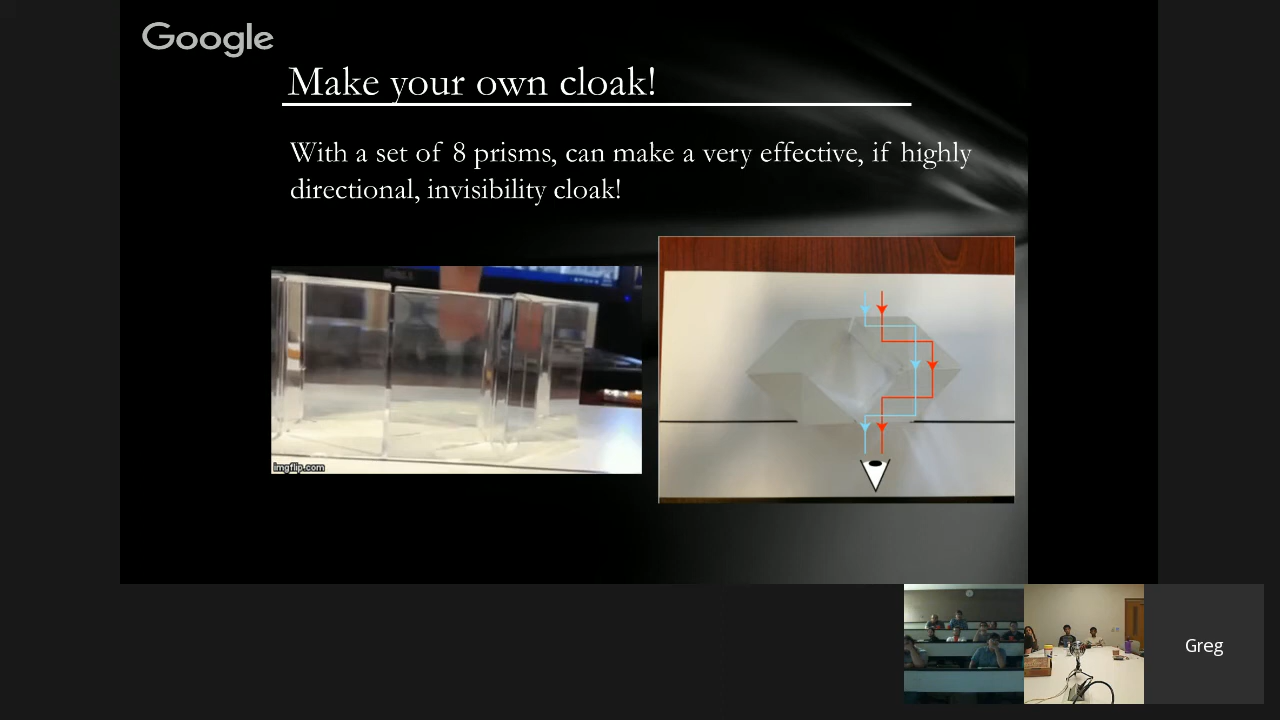 Google
Make your own cloak!
With a set of 8 prisms, can make a very effective, if highly
directional, invisibility cloak!
imgflip.com
Greg